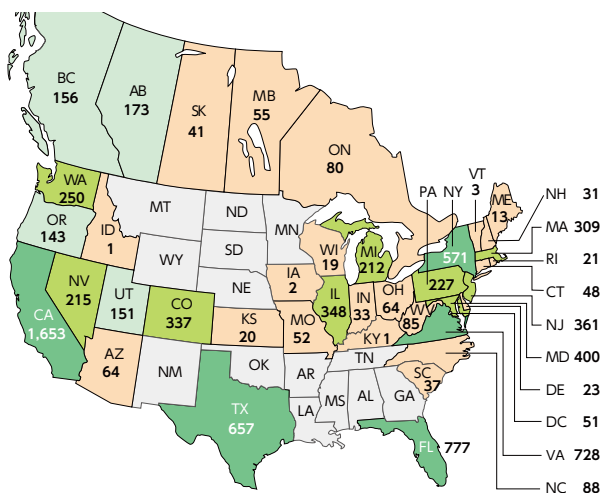 BC
156
AB
173
SK
41
MB
55
ON
80
WA
250
OR
143
ID
1
MT
ND
MN
SD
WY
NE
WI
19
MI
212
IA
2
PA NY
571
227
VT
3
ME
13
NH 31
MA 309
RI 21
CT 48
NJ 361
MD 400
DE 23
DC 51
VA 728
NC 88
CA
1,653
NV
215
UT
151
CO
337
KS
20
MO
52
IL
348
IN
33
OH
64
WV
85
KY 1
AZ
64
NM
OK
AR
TN
SC
37
TX
657
LA
MS
AL
GA
FL 777